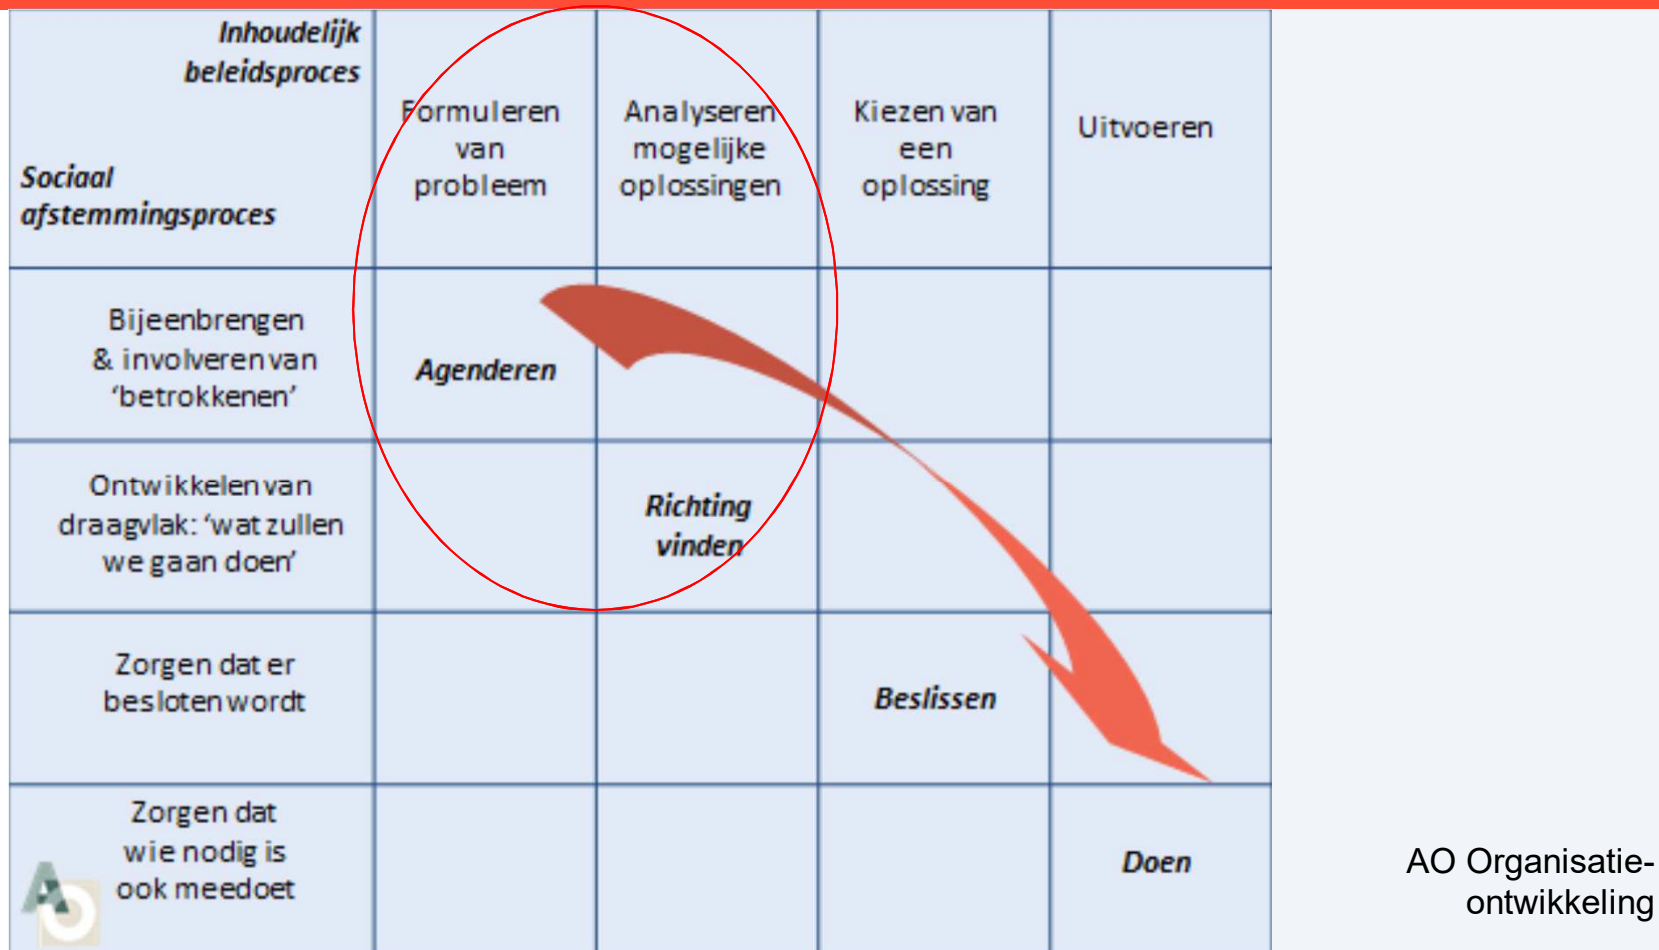 Inhoudelijk
beleidsproces
Sociaal
afstemmingsproces
Formuleren
van
probleem
Analyseren
mogelijke
oplossingen
Kiezen van
een
oplossing
Uitvoeren
Bijeenbrengen
& involveren van
‘betrokkenen’
Agenderen
Ontwikkelen van
draagvlak: ‘wat zullen
we gaan doen’
Richting
vinden
Zorgen dat er
besloten wordt
Beslissen
Zorgen dat
wie nodig is
ook meedoet
Doen
AO
AO Organisatie-
ontwikkeling